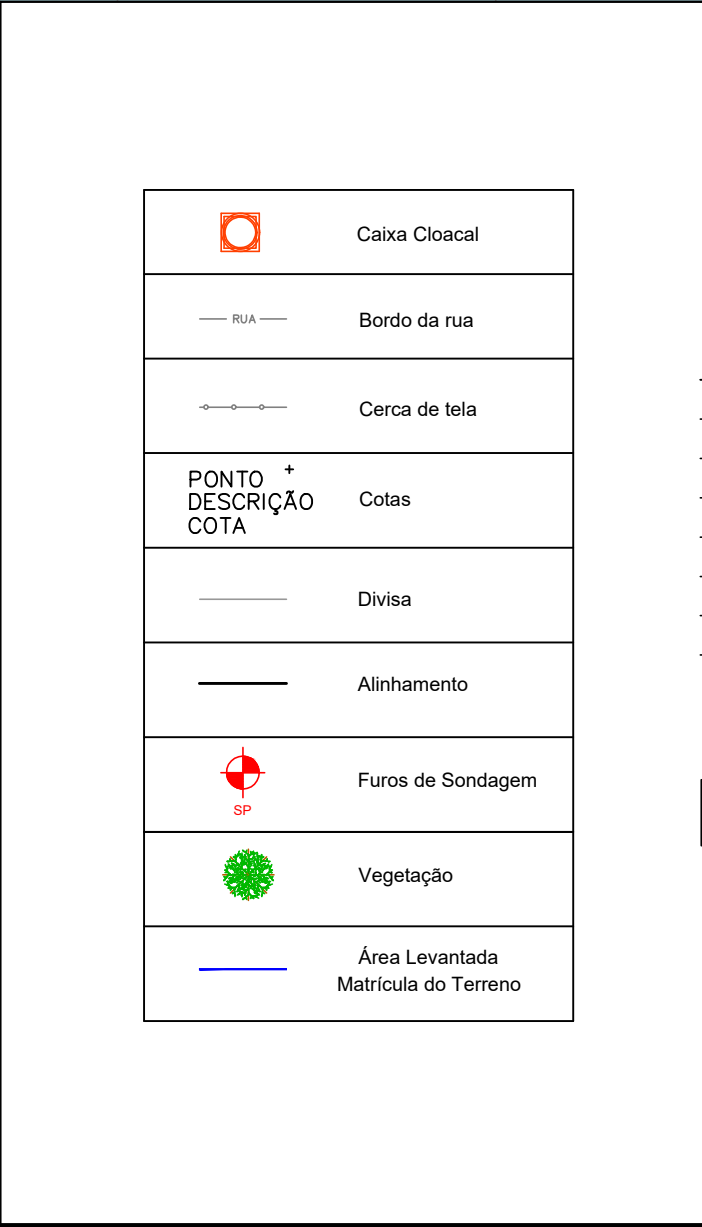 Caixa Cloacal
RUA
Bordo da rua
Cerca de tela
PONTO +
DESCRIÇÃO
COTA
Cotas
Divisa
Alinhamento
SP
Furos de Sondagem
Vegetação
Área Levantada
Matrícula do Terreno